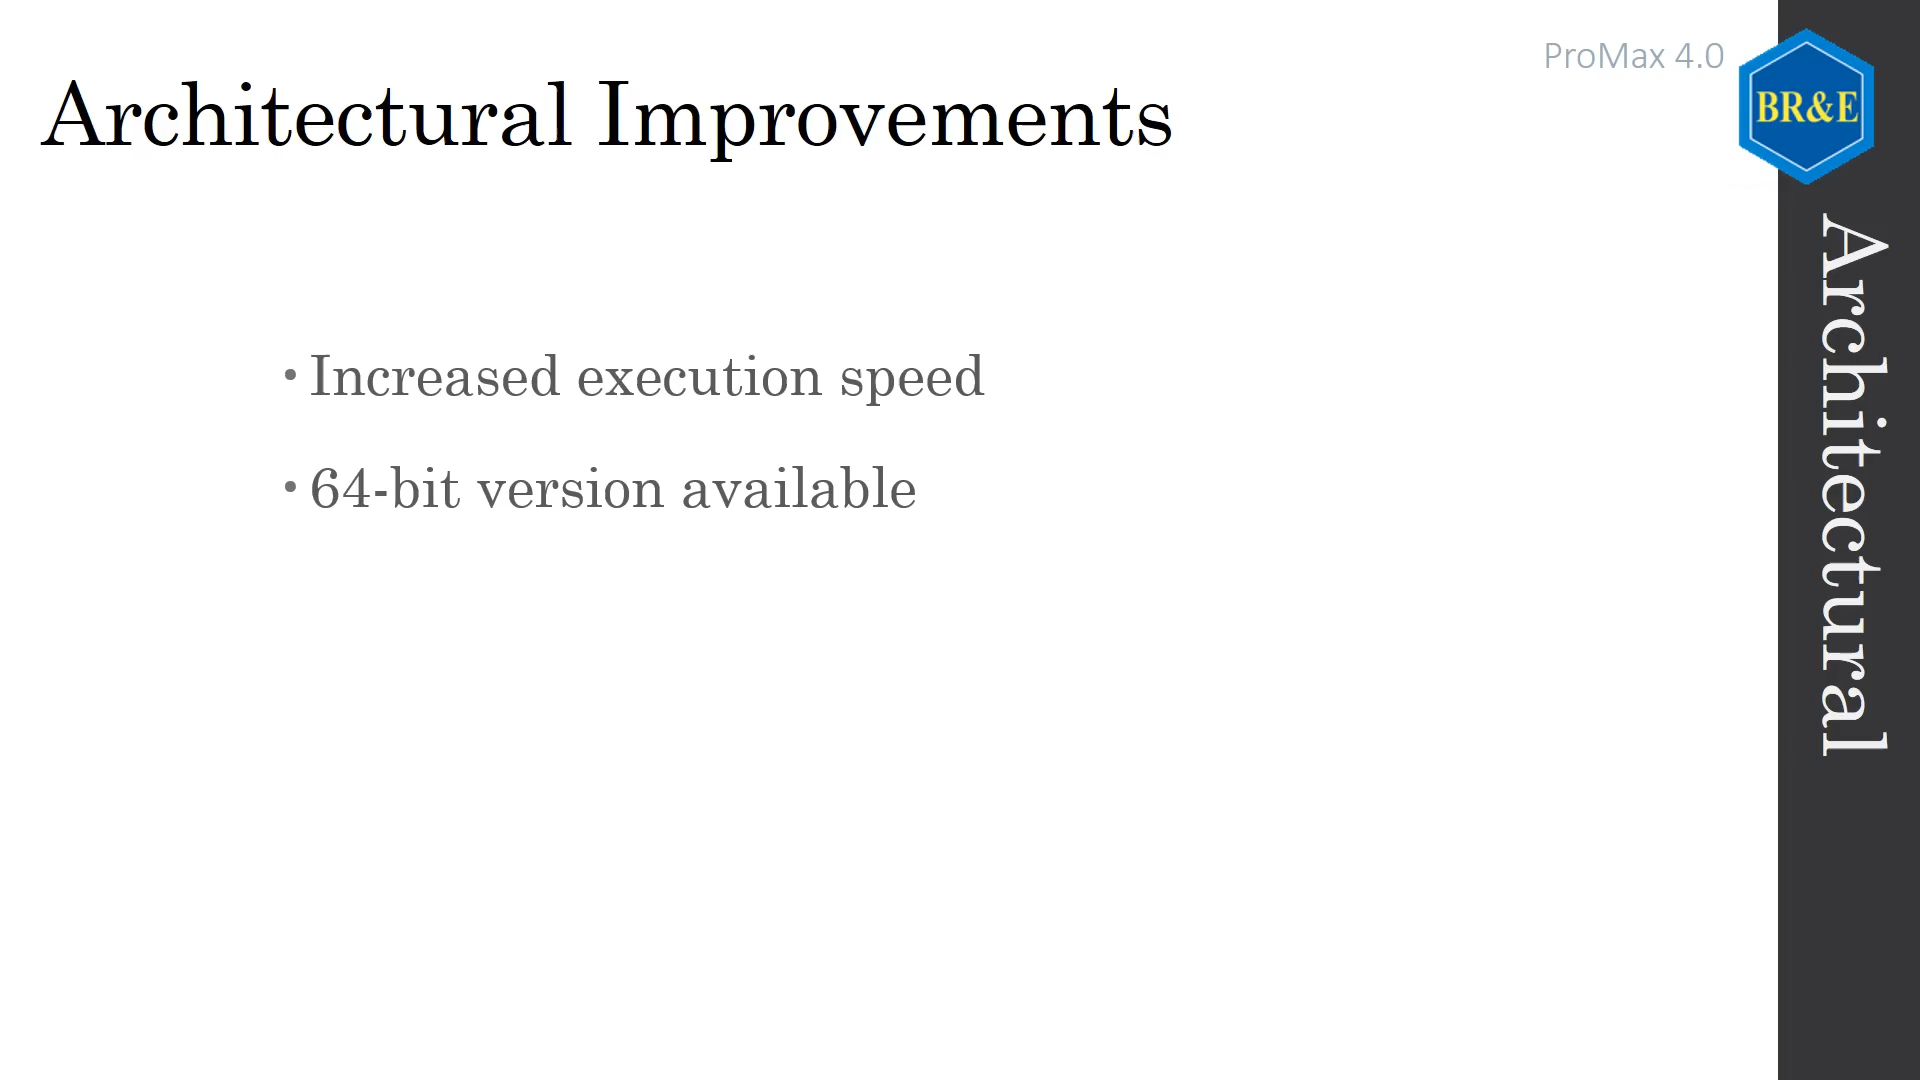 ProMax 4.0
BR&E
Architectural Improvements
• Increased execution speed
• 64-bit version available
Architectural